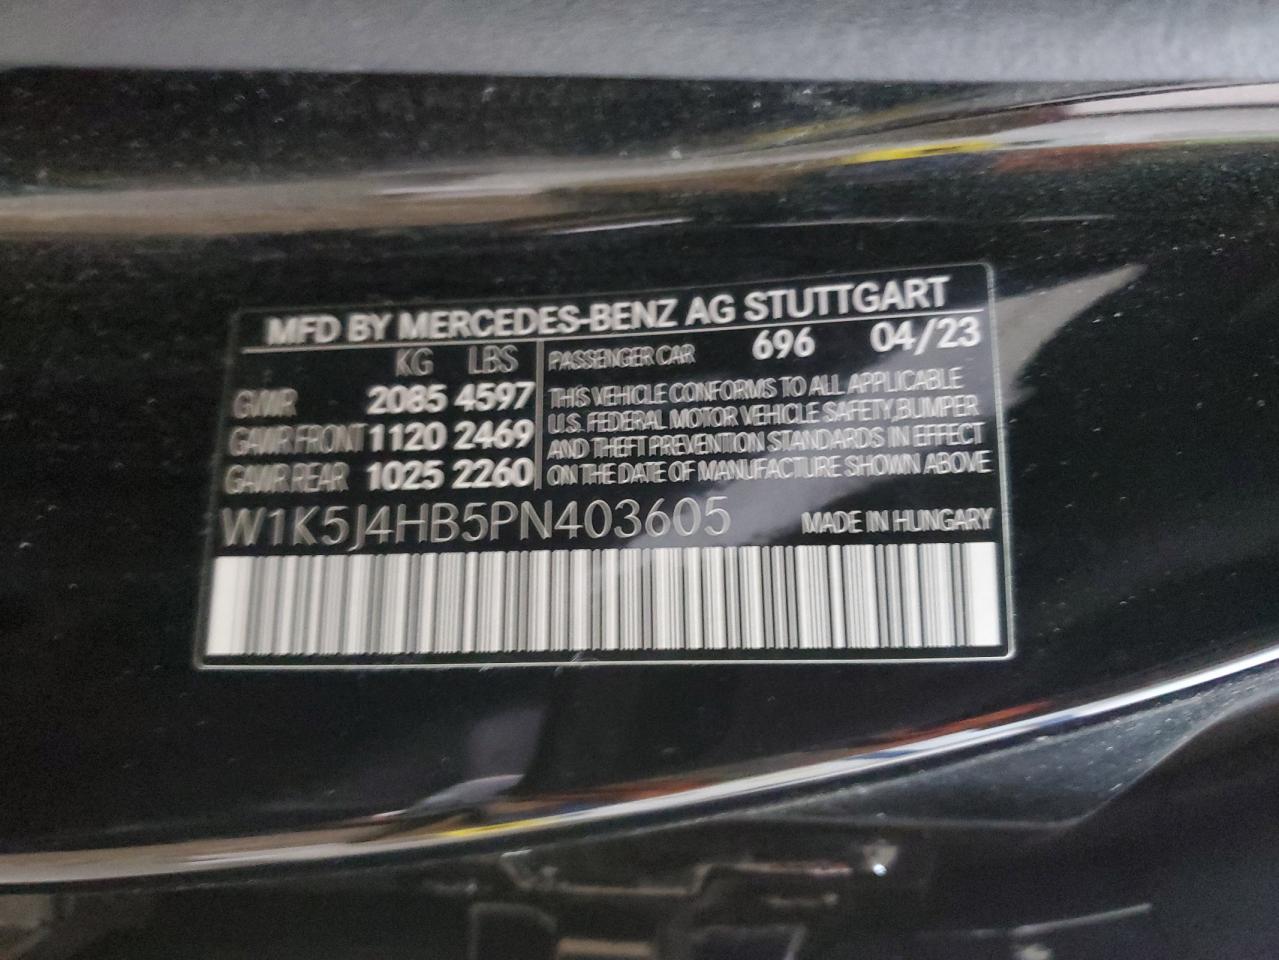 MFD BY MERCEDES-BENZ AG STUTTGART
KG LBS PASSENGER CAR 696 04/23
GVWR 2085 4597
GAWR FRONT 1120 2469
GAWR REAR 1025 2260
THIS VEHICLE CONFORMS TO ALL APPLICABLE
U.S. FEDERAL MOTOR VEHICLE SAFETY,BUMPER
AND THEFT PREVENTION STANDARDS IN EFFECT
ON THE DATE OF MANUFACTURE SHOWN ABOVE
W1K5J4HB5PN403605 MADE IN HUNGARY